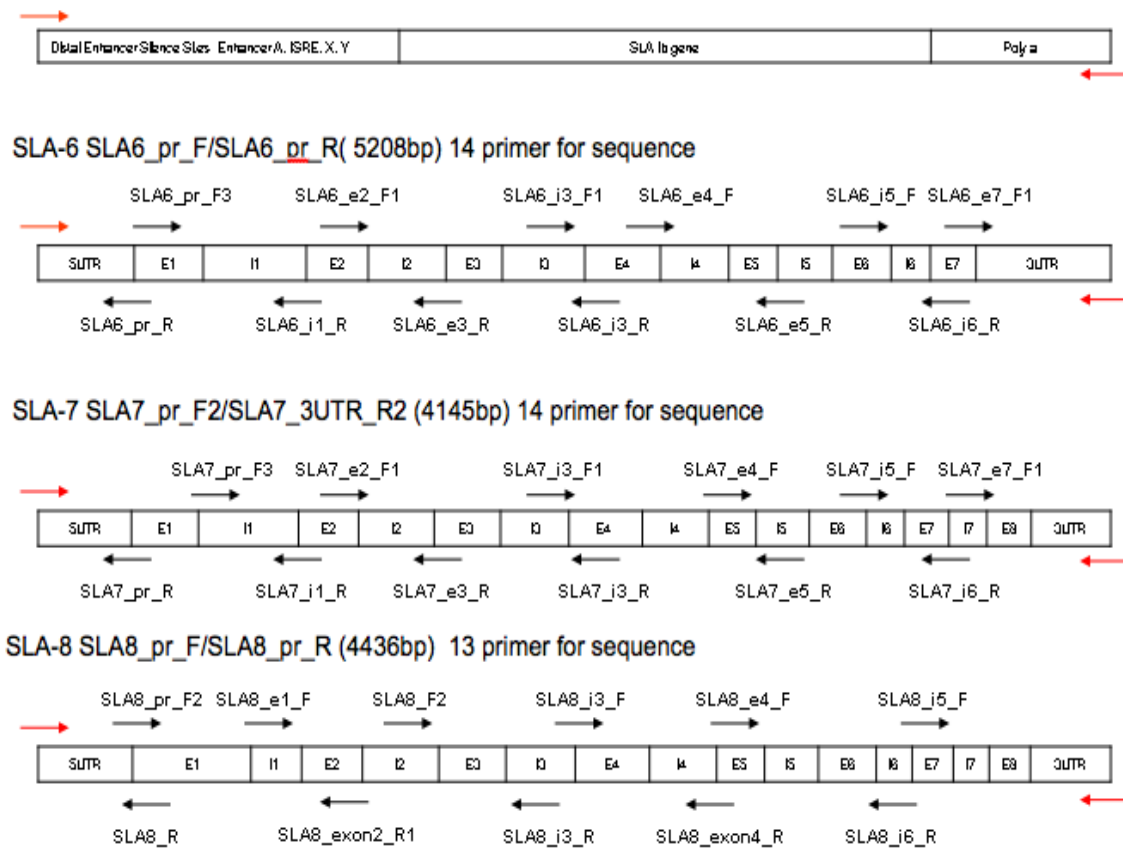 Distal Enhancer Silence Sites Enhancer A, ISRE, X, Y SLA Ib gene Poly a
SLA-6 SLA6_pr_F/SLA6_pr_R( 5208bp) 14 primer for sequence
SLA6_pr_F3 SLA6_e2_F1 SLA6_i3_F1 SLA6_e4_F SLA6_i5_F SLA6_e7_F1
5UTR E1 I1 E2 I2 E3 I3 E4 I4 E5 I5 E6 I6 E7 3UTR
SLA6_pr_R SLA6_i1_R SLA6_e3_R SLA6_i3_R SLA6_e5_R SLA6_i6_R
SLA-7 SLA7_pr_F2/SLA7_3UTR_R2 (4145bp) 14 primer for sequence
SLA7_pr_F3 SLA7_e2_F1 SLA7_i3_F1 SLA7_e4_F SLA7_i5_F SLA7_e7_F1
5UTR E1 I1 E2 I2 E3 I3 E4 I4 E5 I5 E6 I6 E7 I7 E8 3UTR
SLA7_pr_R SLA7_i1_R SLA7_e3_R SLA7_i3_R SLA7_e5_R SLA7_i6_R
SLA-8 SLA8_pr_F/SLA8_pr_R (4436bp) 13 primer for sequence
SLA8_pr_F2 SLA8_e1_F SLA8_F2 SLA8_i3_F SLA8_e4_F SLA8_i5_F
5UTR E1 I1 E2 I2 E3 I3 E4 I4 E5 I5 E6 I6 E7 I7 E8 3UTR
SLA8_R SLA8_exon2_R1 SLA8_i3_R SLA8_exon4_R SLA8_i6_R